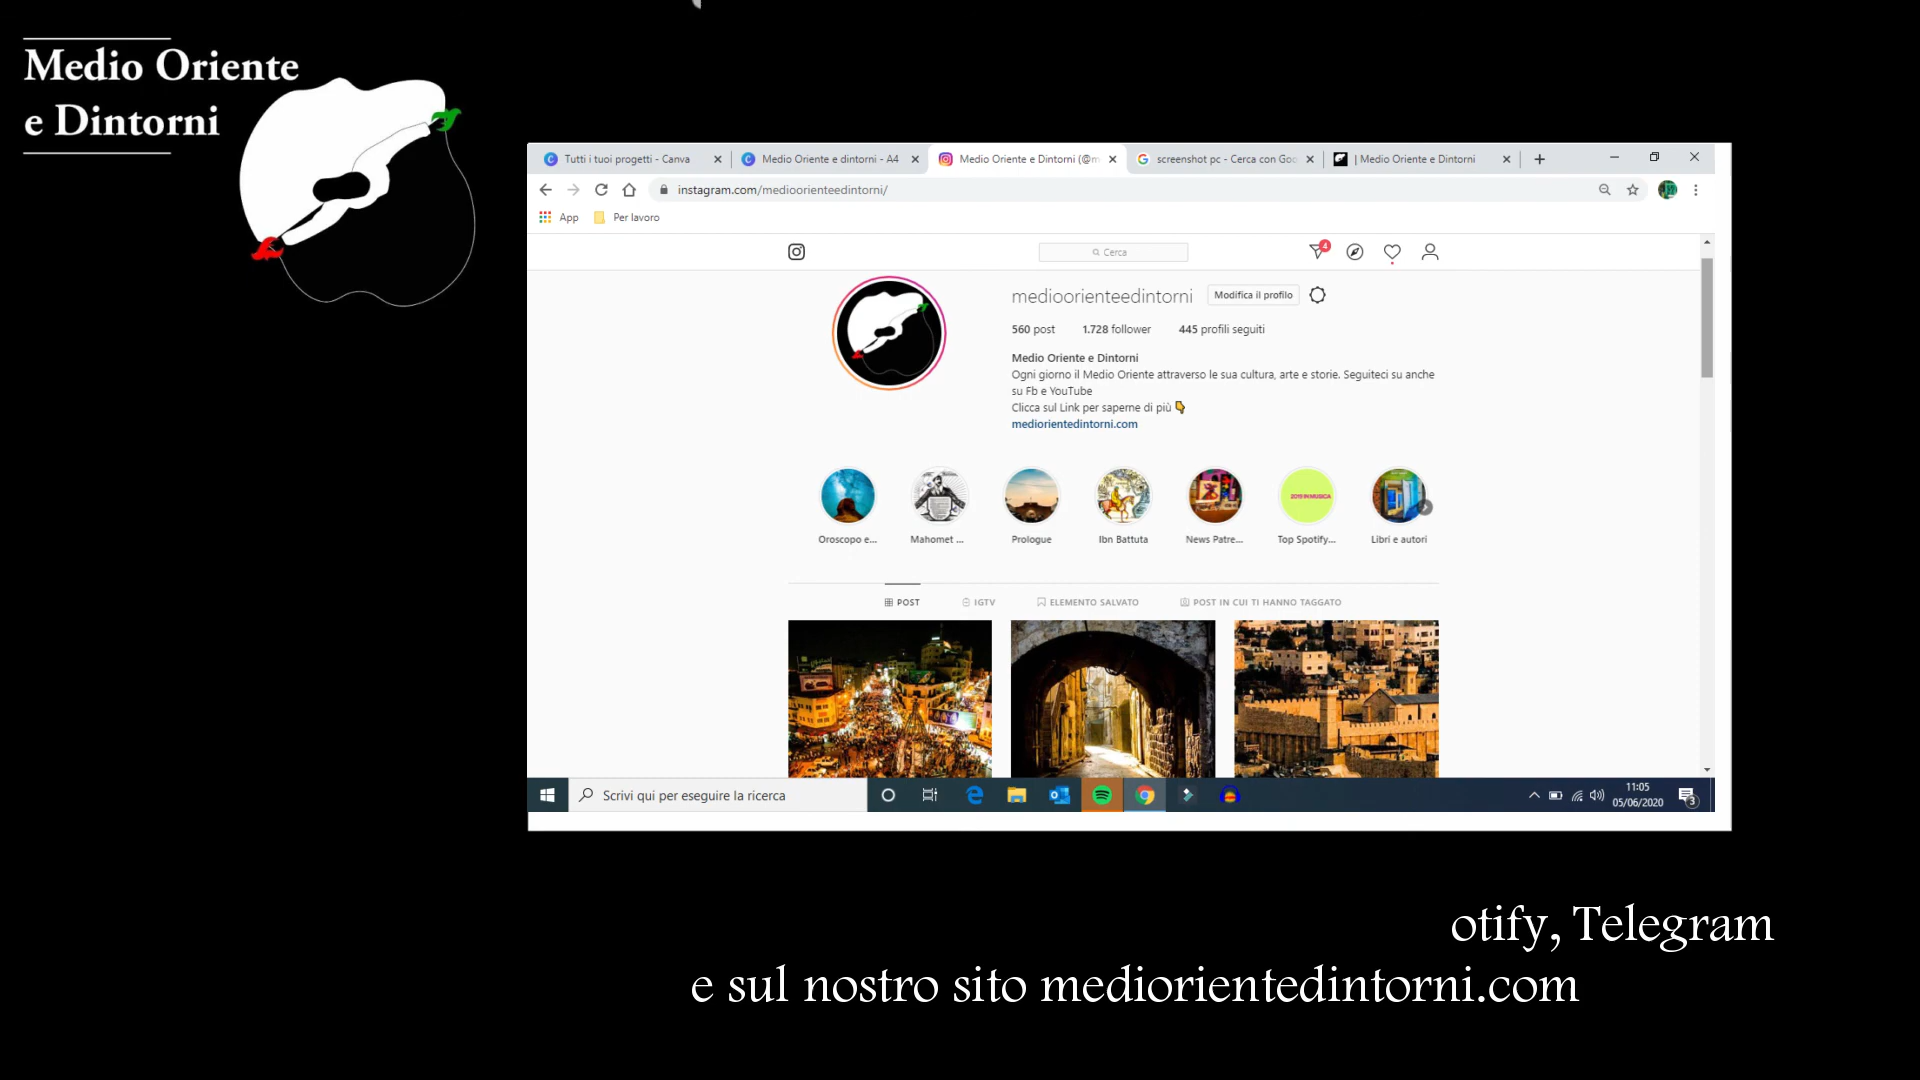 Medio Oriente
e Dintorni
Tutti i tuoi progetti - Canva
Medio Oriente e dintorni - A4
Medio Oriente e Dintorni (@m
screenshot pc - Cerca con Goo
| Medio Oriente e Dintorni
instagram.com/medioorienteedintorni/
App
Per lavoro
Cerca
4
medioorienteedintorni
Modifica il profilo
560 post
1.728 follower
445 profili seguiti
Medio Oriente e Dintorni
Ogni giorno il Medio Oriente attraverso le sua cultura, arte e storie. Seguiteci su anche
su Fb e YouTube
Clicca sul Link per saperne di più
mediorientedintorni.com
2019 IN MUSICA
Oroscopo e...
Mahomet ...
Prologue
Ibn Battuta
News Patre...
Top Spotify...
Libri e autori
POST
IGTV
ELEMENTO SALVATO
POST IN CUI TI HANNO TAGGATO
Scrivi qui per eseguire la ricerca
11:05
05/06/2020
3
otify, Telegram
e sul nostro sito mediorientedintorni.com